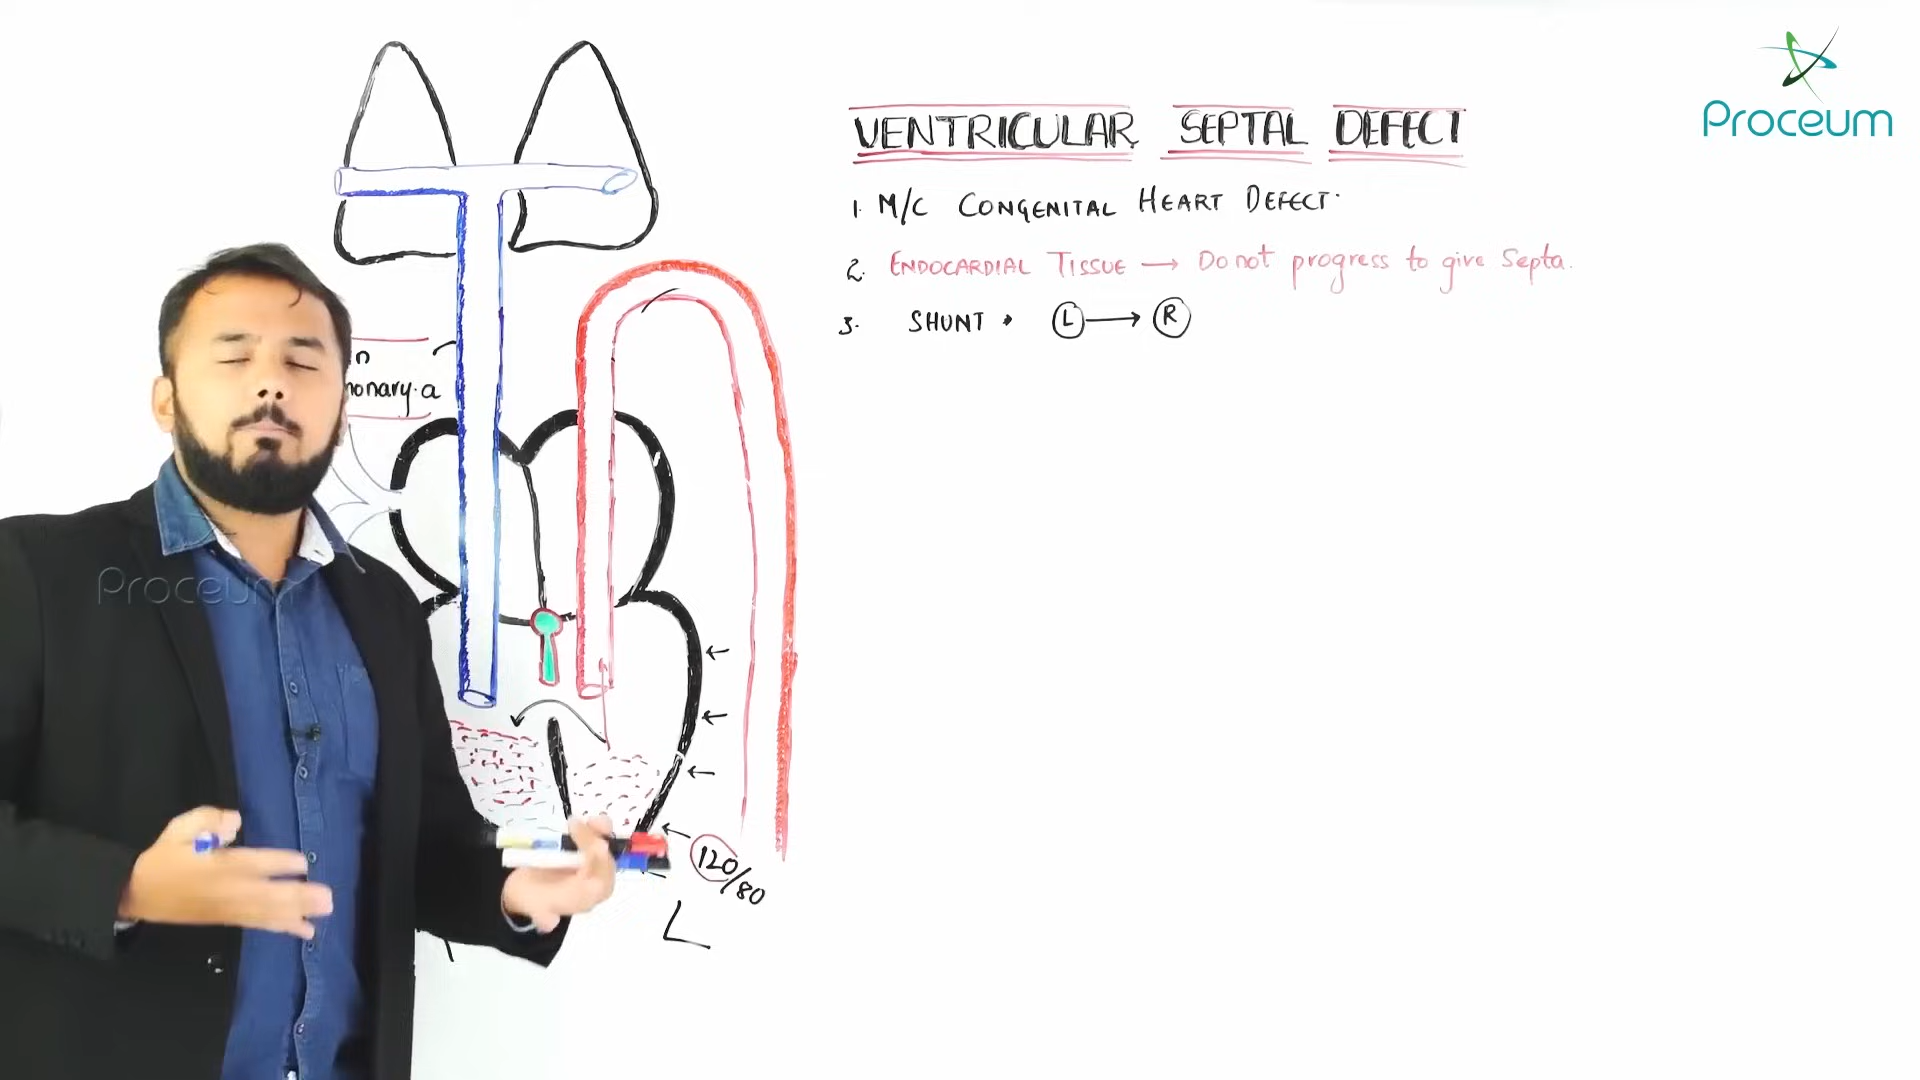 Proceum
VENTRICULAR SEPTAL DEFECT
1. M/C CONGENITAL HEART DEFECT.
2. ENDOCARDIAL TISSUE → Do not progress to give Septa.
3. SHUNT • L → R
n
monary.a
Proceum
120/80
L